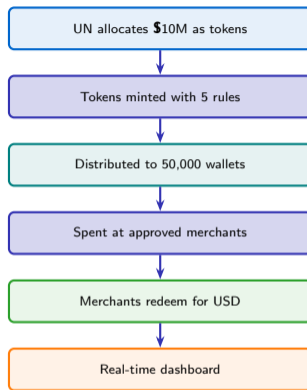 UN allocates $10M as tokens
Tokens minted with 5 rules
Distributed to 50,000 wallets
Spent at approved merchants
Merchants redeem for USD
Real-time dashboard